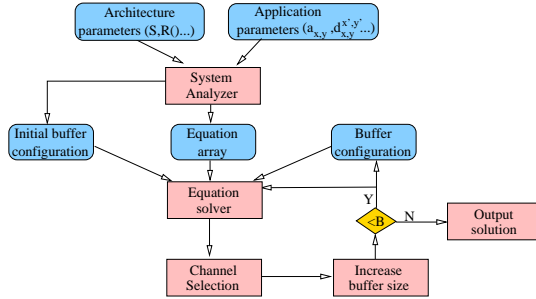 Architecture
parameters (S,R()...)
Application
parameters (a_{x,y} ,d_{x,y}^{x',y'}...)
System
Analyzer
Initial buffer
configuration
Equation
array
Buffer
configuration
Equation
solver
Y
<B
N
Output
solution
Channel
Selection
Increase
buffer size